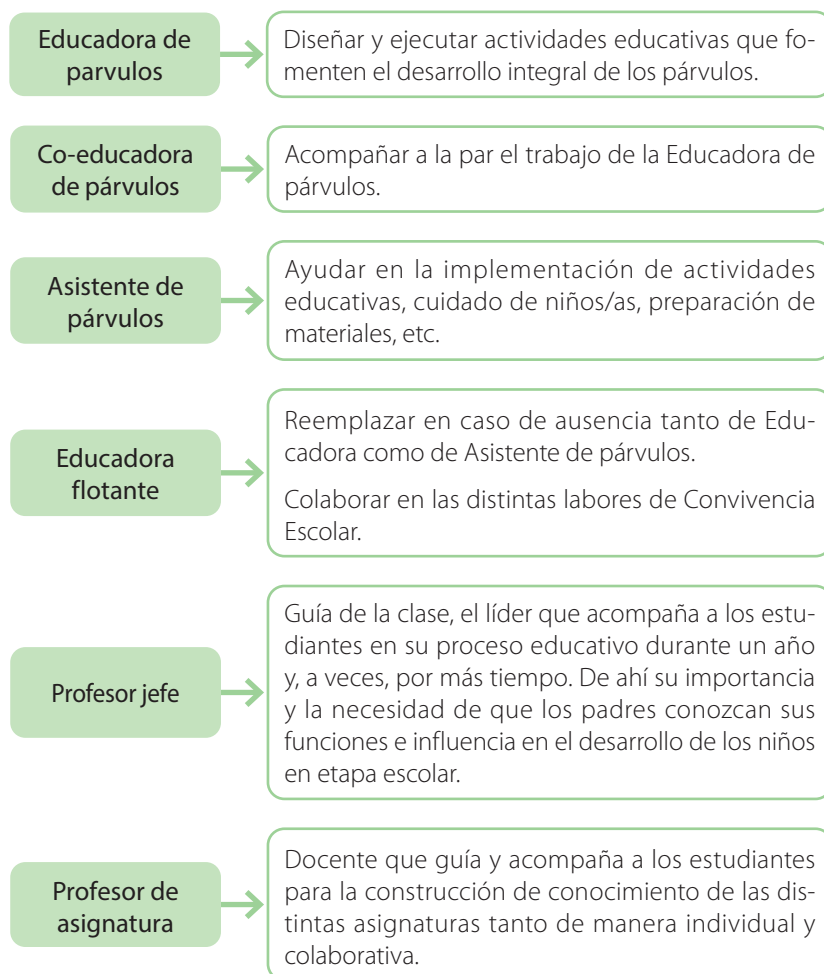 Educadora de
parvulos
Diseñar y ejecutar actividades educativas que fo-
menten el desarrollo integral de los párvulos.
Co-educadora
de párvulos
Acompañar a la par el trabajo de la Educadora de
párvulos.
Asistente de
párvulos
Ayudar en la implementación de actividades
educativas, cuidado de niños/as, preparación de
materiales, etc.
Educadora
flotante
Reemplazar en caso de ausencia tanto de Edu-
cadora como de Asistente de párvulos.
Colaborar en las distintas labores de Convivencia
Escolar.
Profesor jefe
Guía de la clase, el líder que acompaña a los estu-
diantes en su proceso educativo durante un año
y, a veces, por más tiempo. De ahí su importancia
y la necesidad de que los padres conozcan sus
funciones e influencia en el desarrollo de los niños
en etapa escolar.
Profesor de
asignatura
Docente que guía y acompaña a los estudiantes
para la construcción de conocimiento de las dis-
tintas asignaturas tanto de manera individual y
colaborativa.